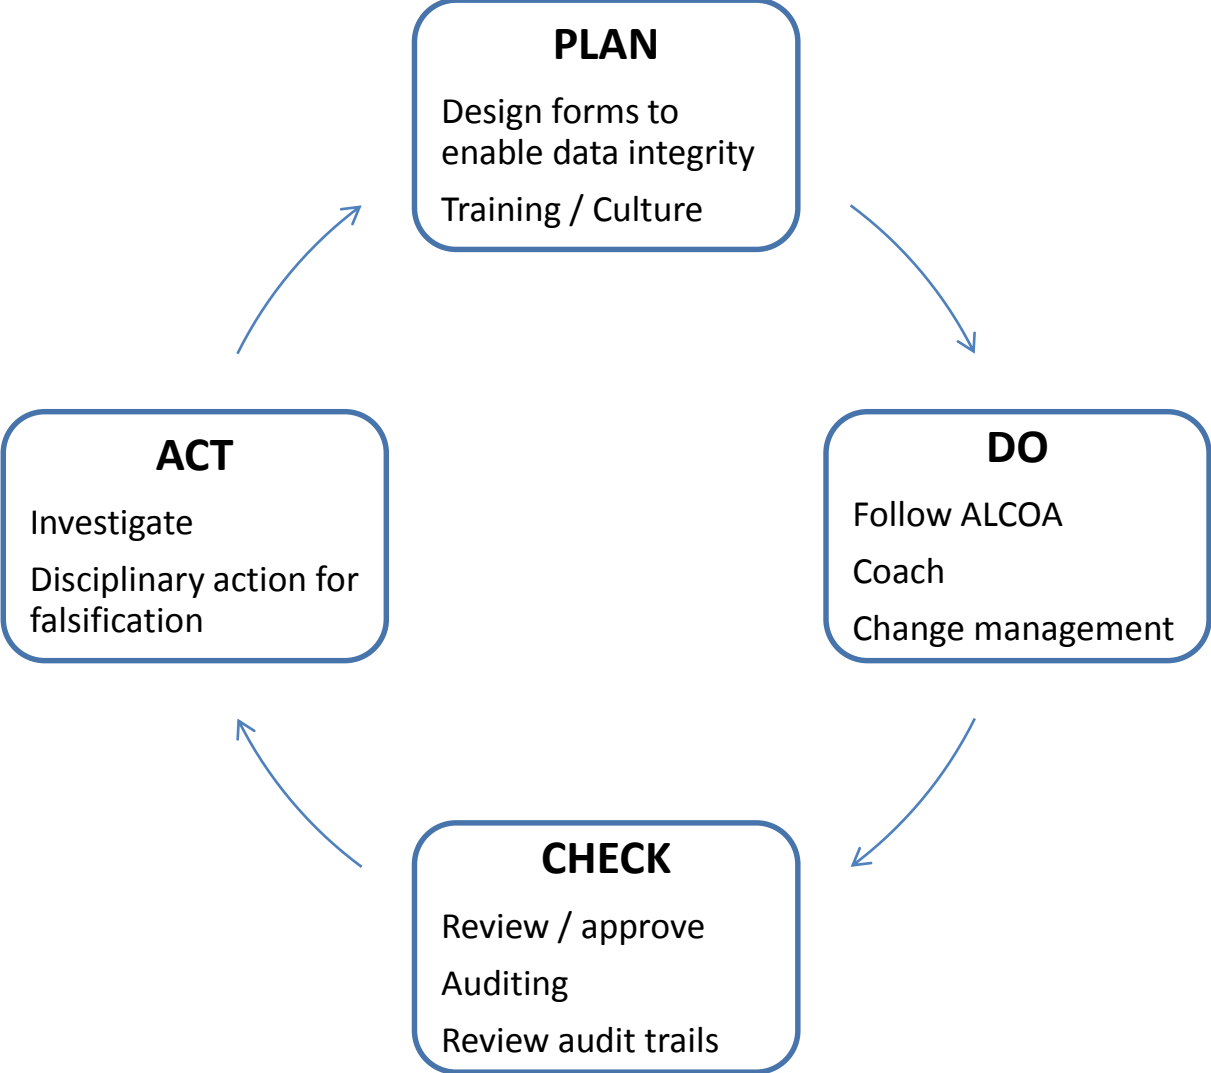 PLAN
Design forms to
enable data integrity
Training / Culture
DO
Follow ALCOA
Coach
Change management
CHECK
Review / approve
Auditing
Review audit trails
ACT
Investigate
Disciplinary action for
falsification